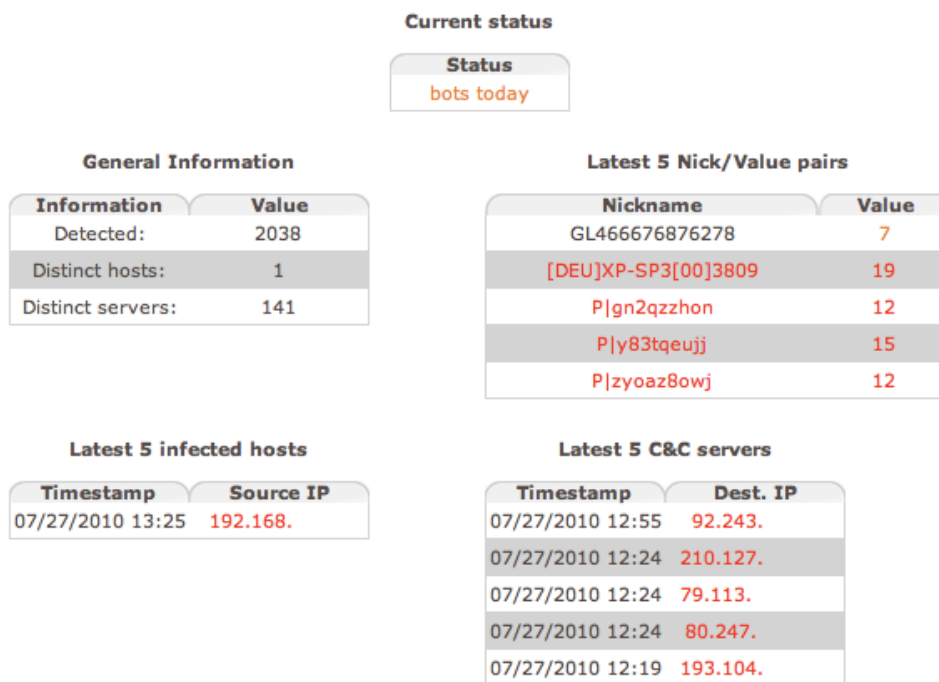 Current status
Status
bots today
General Information
Information Value
Detected: 2038
Distinct hosts: 1
Distinct servers: 141
Latest 5 Nick/Value pairs
Nickname Value
GL466676876278 7
[DEU]XP-SP3[00]3809 19
P|gn2qzzhon 12
P|y83tqeujj 15
P|zyoaz8owj 12
Latest 5 infected hosts
Timestamp Source IP
07/27/2010 13:25 192.168.
Latest 5 C&C servers
Timestamp Dest. IP
07/27/2010 12:55 92.243.
07/27/2010 12:24 210.127.
07/27/2010 12:24 79.113.
07/27/2010 12:24 80.247.
07/27/2010 12:19 193.104.